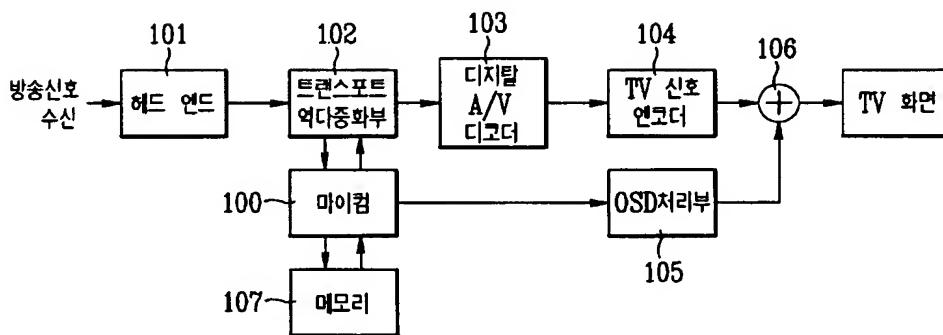 101
102
103
104
106
방송신호
수신
헤드 엔드
트랜스포트
역다중화부
디지탈
A/V
디코더
TV 신호
엔코더
TV 화면
100
마이컴
OSD처리부
105
107
메모리